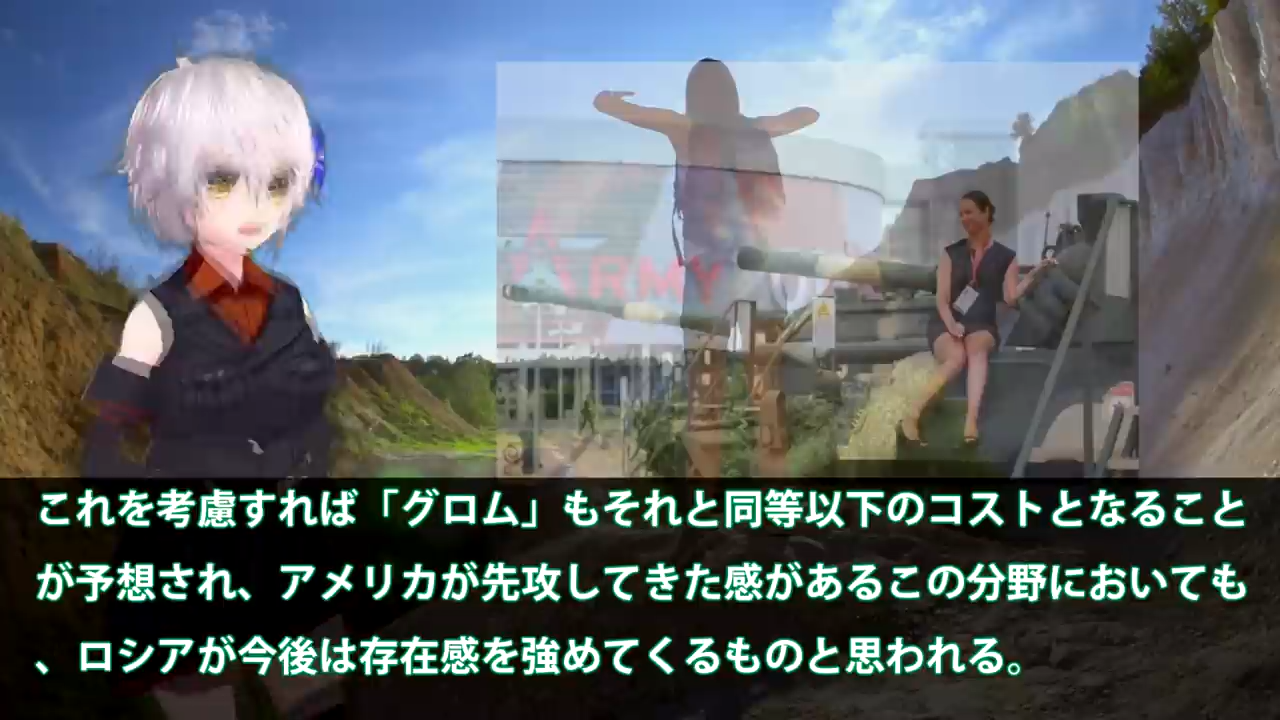 ARMY
これを考慮すれば「グロム」もそれと同等以下のコストとなること
が予想され、アメリカが先攻してきた感があるこの分野においても
、ロシアが今後は存在感を強めてくるものと思われる。